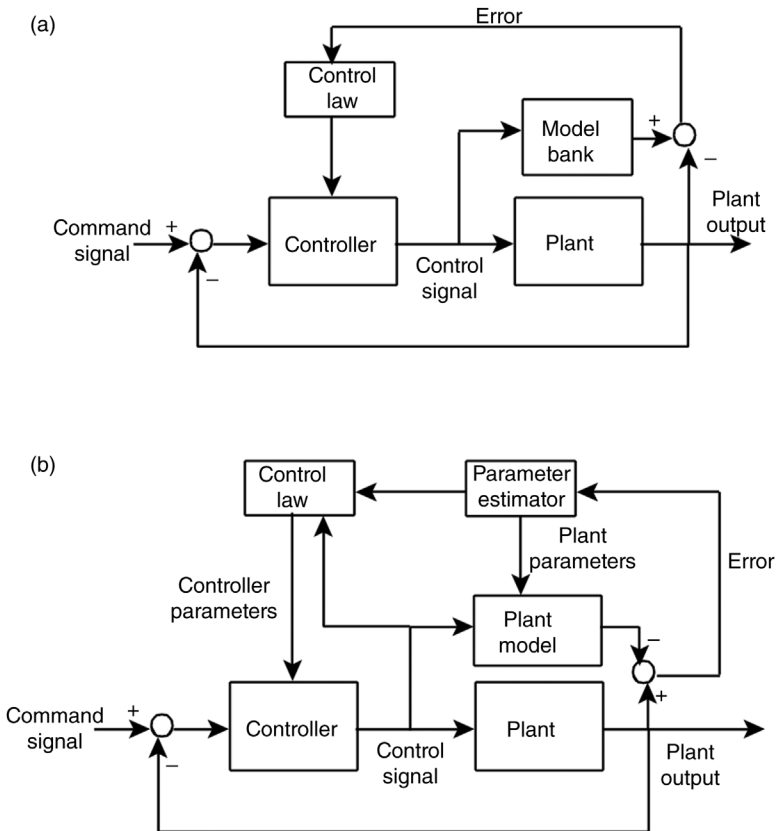 (a)
Error
Control
law
Model
bank
+
−
Plant
output
Command
signal
+
−
Controller
Control
signal
Plant
(b)
Control
law
Parameter
estimator
Plant
parameters
Error
Controller
parameters
Plant
model
−
+
Command
signal
+
−
Controller
Control
signal
Plant
Plant
output